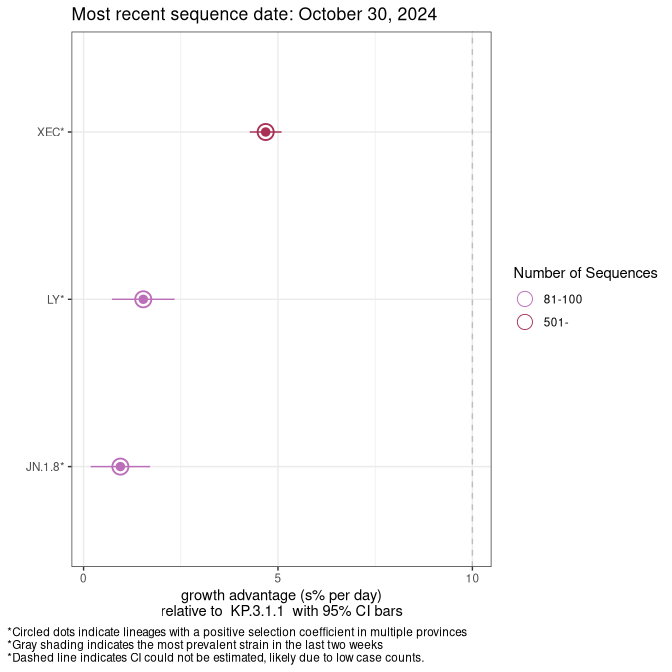 Most recent sequence date: October 30, 2024
XEC*
LY*
JN.1.8*
0
5
10
growth advantage (s% per day)
relative to  KP.3.1.1  with 95% CI bars
Number of Sequences
81-100
501-
*Circled dots indicate lineages with a positive selection coefficient in multiple provinces
*Gray shading indicates the most prevalent strain in the last two weeks
*Dashed line indicates CI could not be estimated, likely due to low case counts.